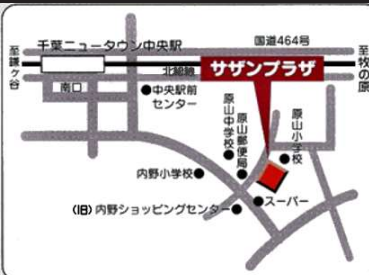 千葉ニュータウン中央駅
国道464号
至鎌ヶ谷
至牧の原
北総線
サザンプラザ
南口
中央駅前
センター
原山中学校
原山郵便局
原山小学校
内野小学校
スーパー
(旧)内野ショッピングセンター